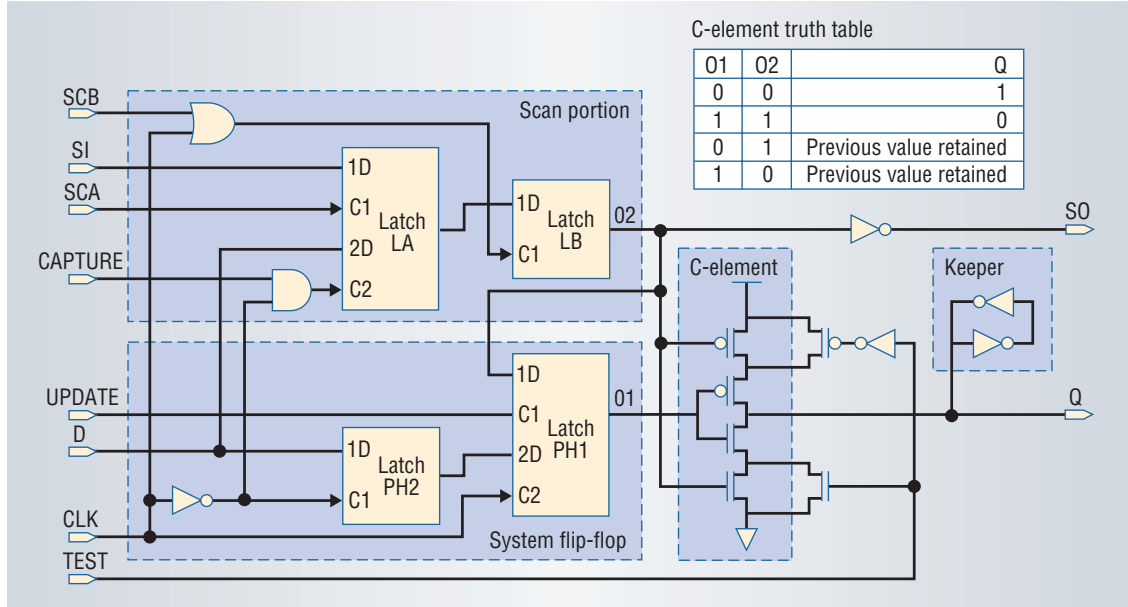 C-element truth table
O1 O2 Q
0 0 1
1 1 0
0 1 Previous value retained
1 0 Previous value retained
SCB
SI
SCA
CAPTURE
UPDATE
D
CLK
TEST
Scan portion
1D
C1
2D
C2
Latch
LA
1D
C1
Latch
LB
02
SO
C-element
Keeper
1D
C1
2D
C2
Latch
PH1
01
Q
1D
C1
Latch
PH2
System flip-flop